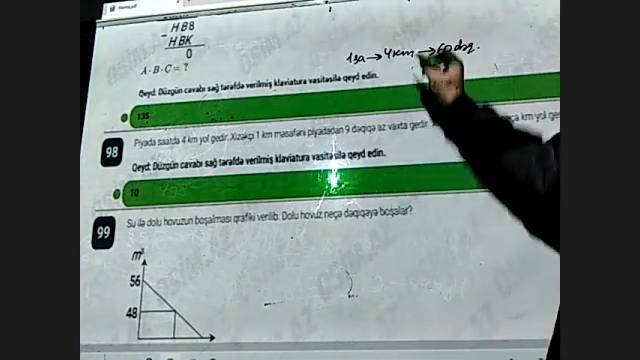 - HB8
HBK
0
A · B · C = ?
1sa → 4km → 60dəq.
Qeyd: Düzgün cavabı sağ tərəfdə verilmiş klaviatura vasitəsilə qeyd edin.
135
98
Piyada saatda 4 km yol gedir. Xizəkçi 1 km məsafəni piyadadan 9 dəqiqə az vaxta gedir.
Qeyd: Düzgün cavabı sağ tərəfdə verilmiş klaviatura vasitəsilə qeyd edin.
10
99
Su ilə dolu hovuzun boşalması qrafiki verilib. Dolu hovuz neçə dəqiqəyə boşalar?
m³
56
48